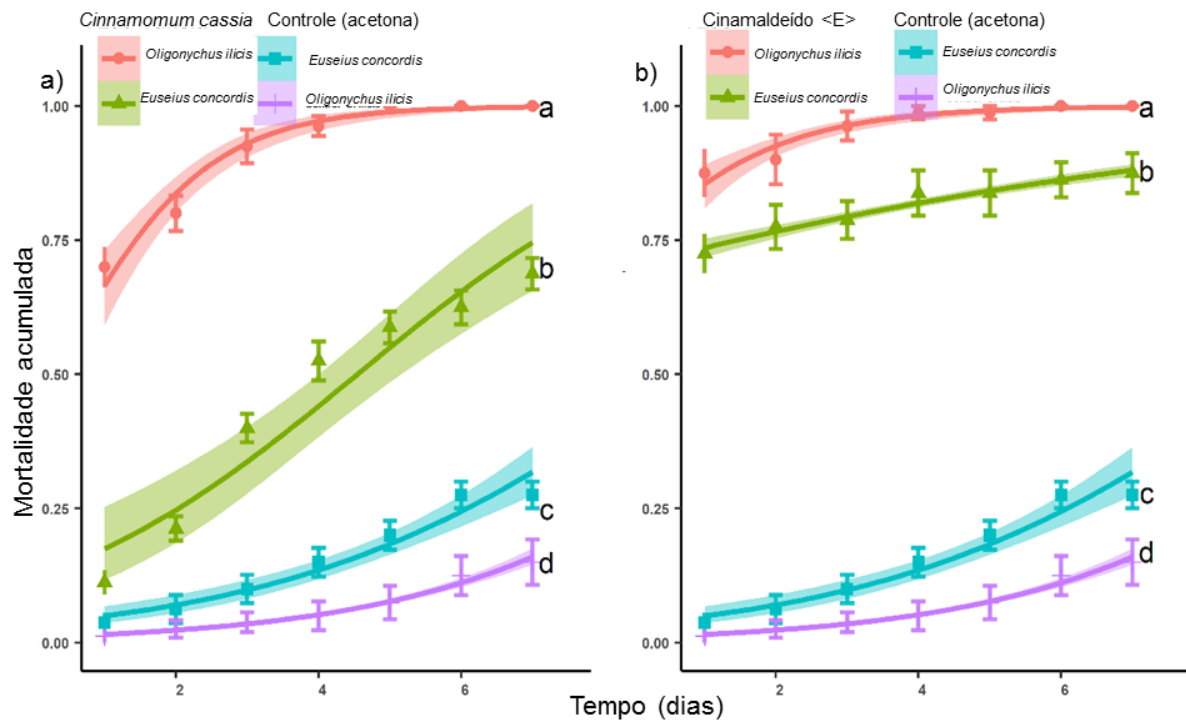 Cinnamomum cassia Controle (acetona)
Oligonychus ilicis Euseius concordis
Euseius concordis Oligonychus ilicis
a)
1.00
0.75
0.50
0.25
0.00
a
b
c
d
2 4 6
Cinamaldeído <E> Controle (acetona)
Oligonychus ilicis Euseius concordis
Euseius concordis Oligonychus ilicis
b)
1.00
0.75
0.50
0.25
0.00
a
b
c
d
2 4 6
Mortalidade acumulada
Tempo (dias)